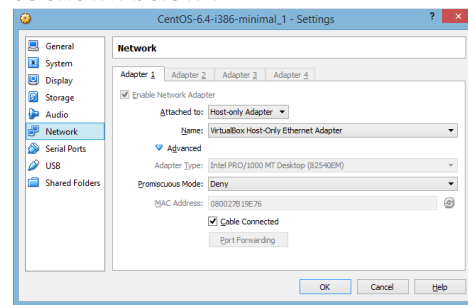 CentOS-6.4-i386-minimal_1 - Settings
?
General
System
Display
Storage
Audio
Network
Serial Ports
USB
Shared Folders
Network
Adapter 1 Adapter 2 Adapter 3 Adapter 4
Enable Network Adapter
Attached to: Host-only Adapter
Name: VirtualBox Host-Only Ethernet Adapter
Advanced
Adapter Type: Intel PRO/1000 MT Desktop (82540EM)
Promiscuous Mode: Deny
MAC Address: 080027B19E76
Cable Connected
Port Forwarding
OK Cancel Help